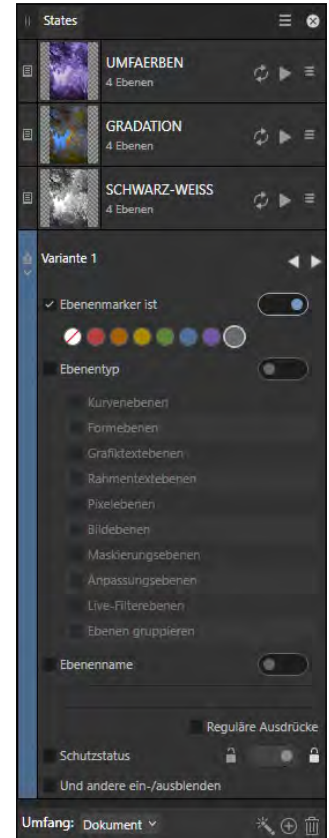 States
UMFAERBEN
4 Ebenen
GRADATION
4 Ebenen
SCHWARZ-WEISS
4 Ebenen
Variante 1
Ebenenmarker ist
Ebenentyp
Kurvenebenen
Formebenen
Grafiktextebenen
Rahmentextebenen
Pixelebenen
Bildebenen
Maskierungsebenen
Anpassungsebenen
Live-Filterebenen
Ebenen gruppieren
Ebenenname
Reguläre Ausdrücke
Schutzstatus
Und andere ein-/ausblenden
Umfang: Dokument